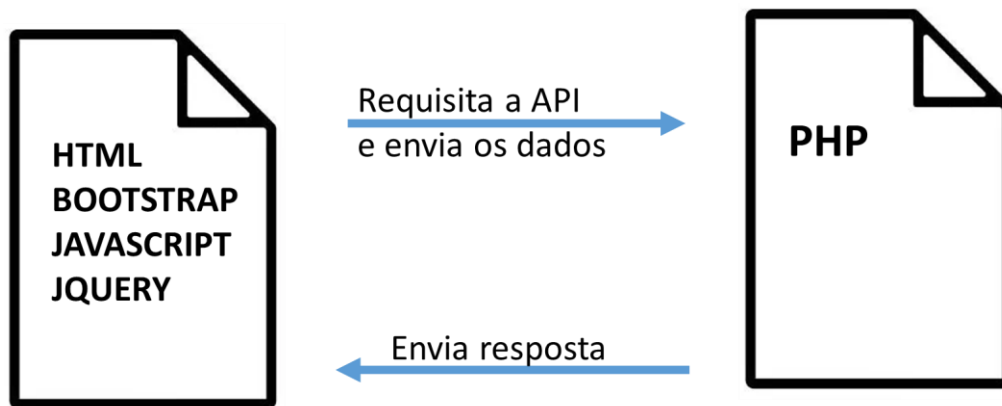 HTML
BOOTSTRAP
JAVASCRIPT
JQUERY
Requisita a API
e envia os dados
PHP
Envia resposta